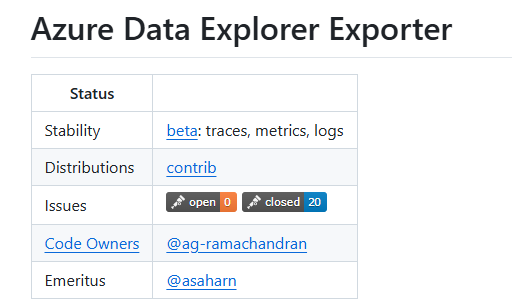 Azure Data Explorer Exporter
Status
Stability beta: traces, metrics, logs
Distributions contrib
Issues open 0 closed 20
Code Owners @ag-ramachandran
Emeritus @asaharn